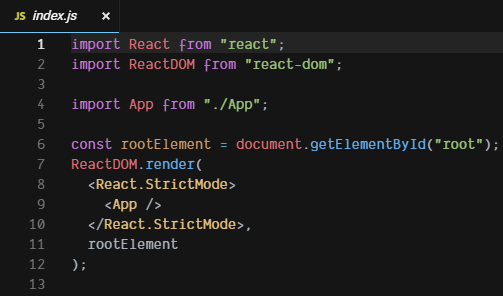 JS index.js ×
1 import React from "react";
2 import ReactDOM from "react-dom";
3
4 import App from "./App";
5
6 const rootElement = document.getElementById("root");
7 ReactDOM.render(
8   <React.StrictMode>
9     <App />
10   </React.StrictMode>,
11   rootElement
12 );
13